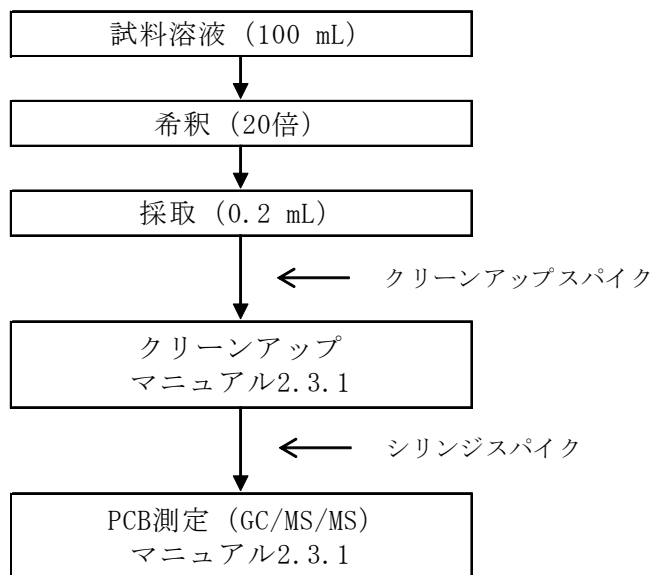 試料溶液 (100 mL)
希釈 (20倍)
採取 (0.2 mL)
クリーンアップスパイク
クリーンアップ
マニュアル2.3.1
シリンジスパイク
PCB測定 (GC/MS/MS)
マニュアル2.3.1